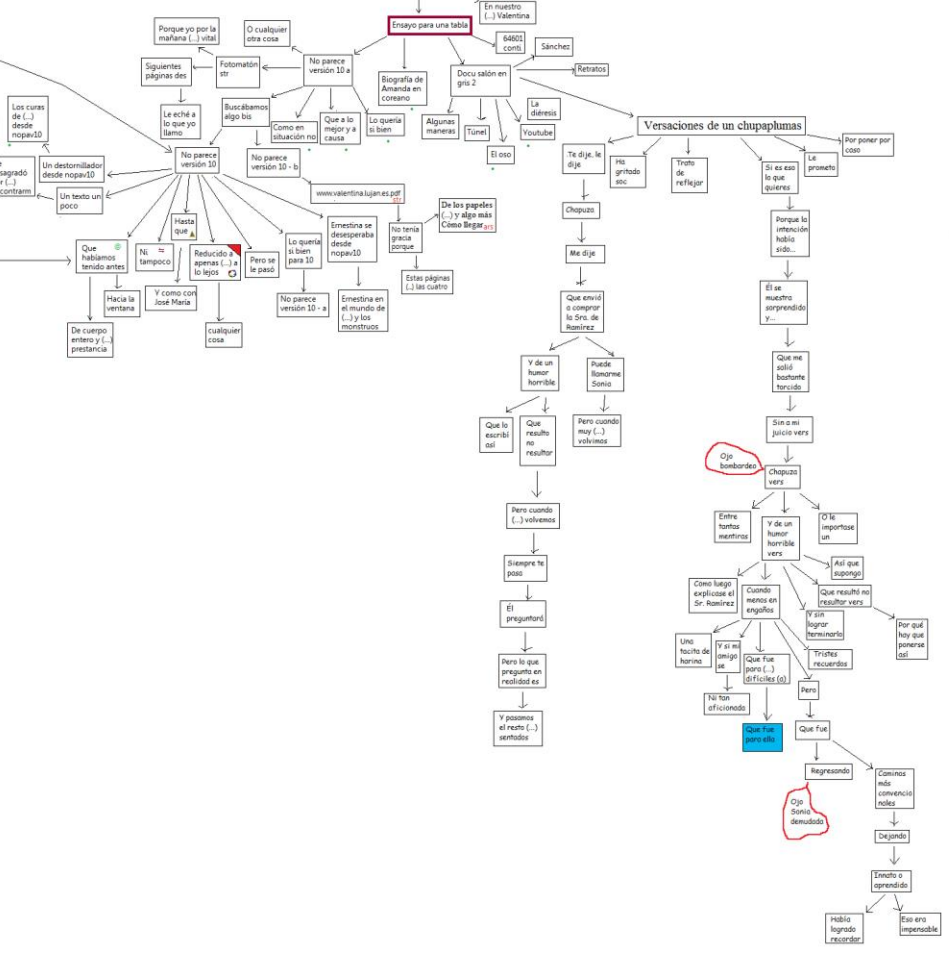 En nuestro
(...) Valentina
Ensayo para una tabla
Porque yo por la
mañana (...) vital
O cualquier
otra cosa
64601
conti
Sánchez
Retratos
Siguientes
páginas des
Fotomatón
str
No parece
versión 10 a
Biografía de
Amanda en
coreano
Docu salón en
gris 2
Los curas
de (...)
desde
nopav10
Le eché a
lo que yo
llamo
Buscábamos
algo bis
Como en
situación no
Que a lo
mejor y a
causa
Lo quería
si bien
Algunas
maneras
Túnel
El oso
Youtube
La
diéresis
Versaciones de un chupaplumas
Por poner por
caso
sagrado
r (...)
contrarm
Un destornillador
desde nopav10
Un texto un
poco
No parece
versión 10
No parece
versión 10 - b
www.valentina.lujan.es.pdf
str
De los papeles
(...) y algo más
Cómo llegar ars
No tenía
gracia
porque
Estas páginas
(..) las cuatro
Te dije, le
dije
Ha
gritado
soc
Trato
de
reflejar
Si es eso
lo que
quieres
Le
prometo
Que
habíamos
tenido antes
Ni
tampoco
Hasta
que
Reducido a
apenas (...) a
lo lejos
Pero se
le pasó
Lo quería
si bien
para 10
Ernestina se
desesperaba
desde
nopav10
Hacia la
ventana
Y como con
José María
No parece
versión 10 - a
Ernestina en
el mundo de
(...) y los
monstruos
De cuerpo
entero y (...)
prestancia
cualquier
cosa
Chapuza
Me dije
Que envió
a comprar
la Sra. de
Ramírez
Y de un
humor
horrible
Puede
llamarme
Sonia
Que lo
escribí
así
Que
resulto
no
resultar
Pero cuando
muy (...)
volvimos
Pero cuando
(...) volvemos
Siempre te
pasa
Él
preguntará
Pero lo que
pregunta en
realidad es
Y pasamos
el resto (...)
sentados
Porque la
intención
había
sido...
Él se
muestra
sorprendido
y...
Que me
salió
bastante
torcido
Sin a mi
juicio vers
Ojo
bombardeo
Chapuza
vers
Entre
tantas
mentiras
Y de un
humor
horrible
vers
O le
importase
un
Como luego
explicase el
Sr. Ramírez
Cuando
menos en
engaños
Así que
supongo
Que resultó no
resultar vers
Y sin
lograr
terminarlo
Por qué
hay que
ponerse
así
Una
tacita de
harina
Y si mi
amigo
se
Que fue
para (...)
difíciles (a)
Tristes
recuerdos
Ni tan
aficionada
Pero
Que fue
para ella
Que fue
Regresando
Ojo
Sonia
demudada
Caminos
más
convencio
nales
Dejando
Innato o
aprendido
Había
logrado
recordar
Eso era
impensable